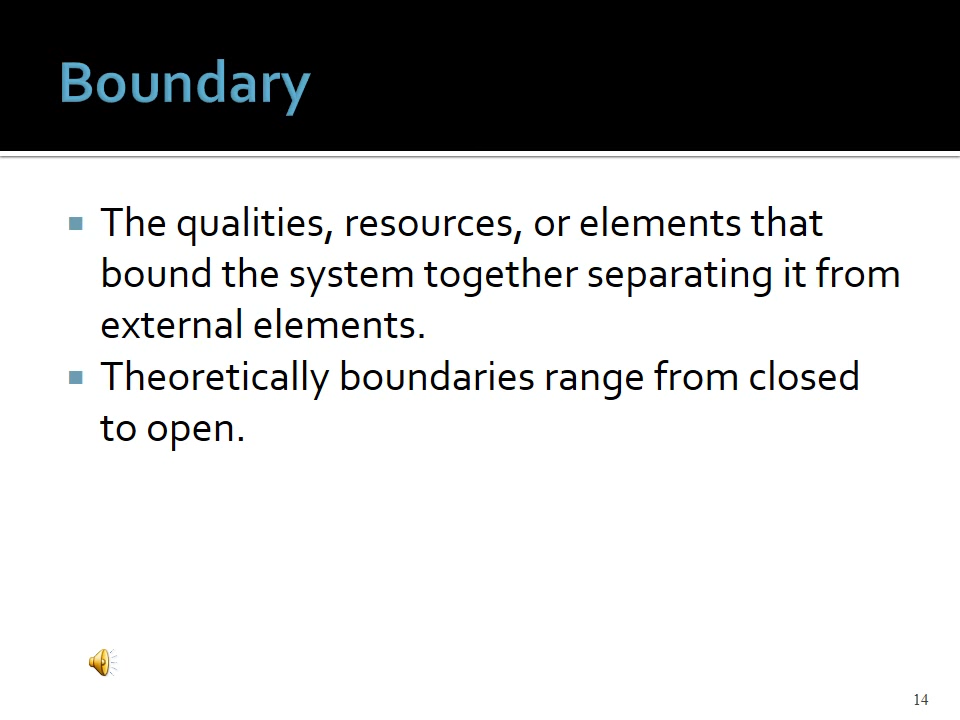 Boundary
The qualities, resources, or elements that
bound the system together separating it from
external elements.
Theoretically boundaries range from closed
to open.
14